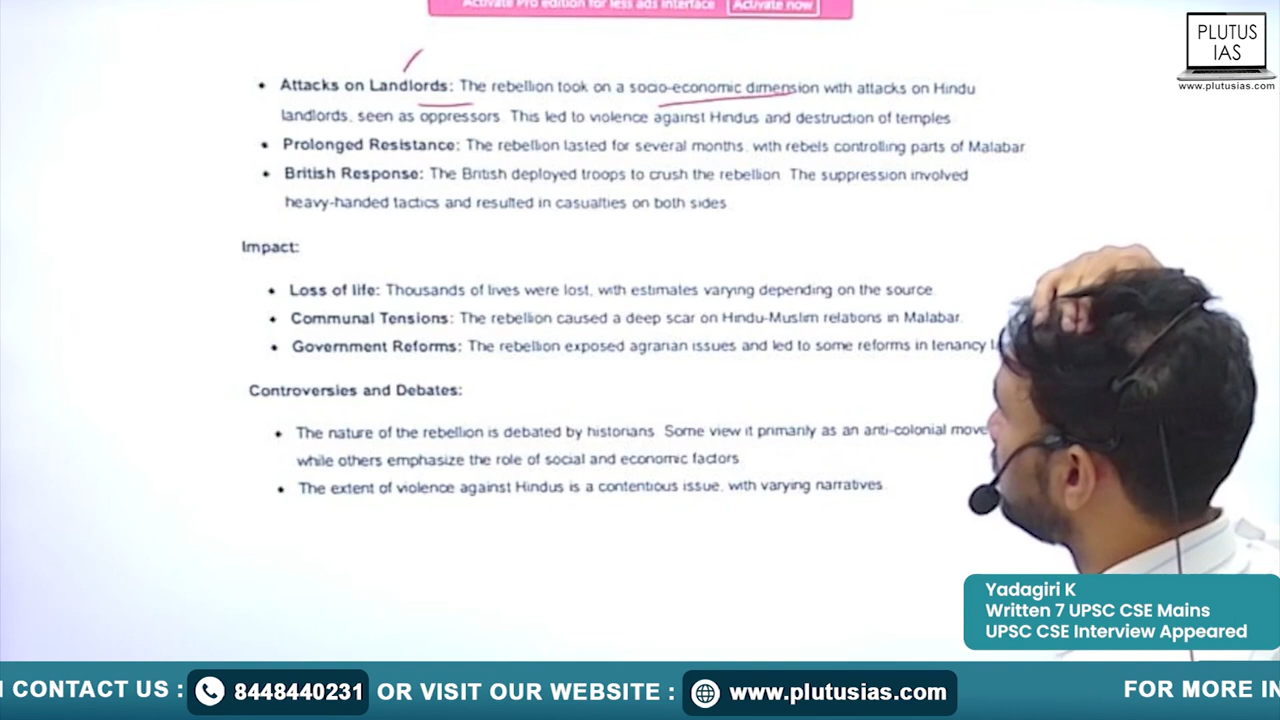 Activate Pro edition for less ads interface Activate now
PLUTUS
IAS
www.plutusias.com
• Attacks on Landlords: The rebellion took on a socio-economic dimension with attacks on Hindu
landlords, seen as oppressors. This led to violence against Hindus and destruction of temples
• Prolonged Resistance: The rebellion lasted for several months, with rebels controlling parts of Malabar
• British Response: The British deployed troops to crush the rebellion. The suppression involved
heavy-handed tactics and resulted in casualties on both sides
Impact:
• Loss of life: Thousands of lives were lost, with estimates varying depending on the source.
• Communal Tensions: The rebellion caused a deep scar on Hindu-Muslim relations in Malabar.
• Government Reforms: The rebellion exposed agrarian issues and led to some reforms in tenancy
Controversies and Debates:
• The nature of the rebellion is debated by historians. Some view it primarily as an anti-colonial
while others emphasize the role of social and economic factors
• The extent of violence against Hindus is a contentious issue, with varying narratives.
Yadagiri K
Written 7 UPSC CSE Mains
UPSC CSE Interview Appeared
CONTACT US : 8448440231 OR VISIT OUR WEBSITE : www.plutusias.com FOR MORE